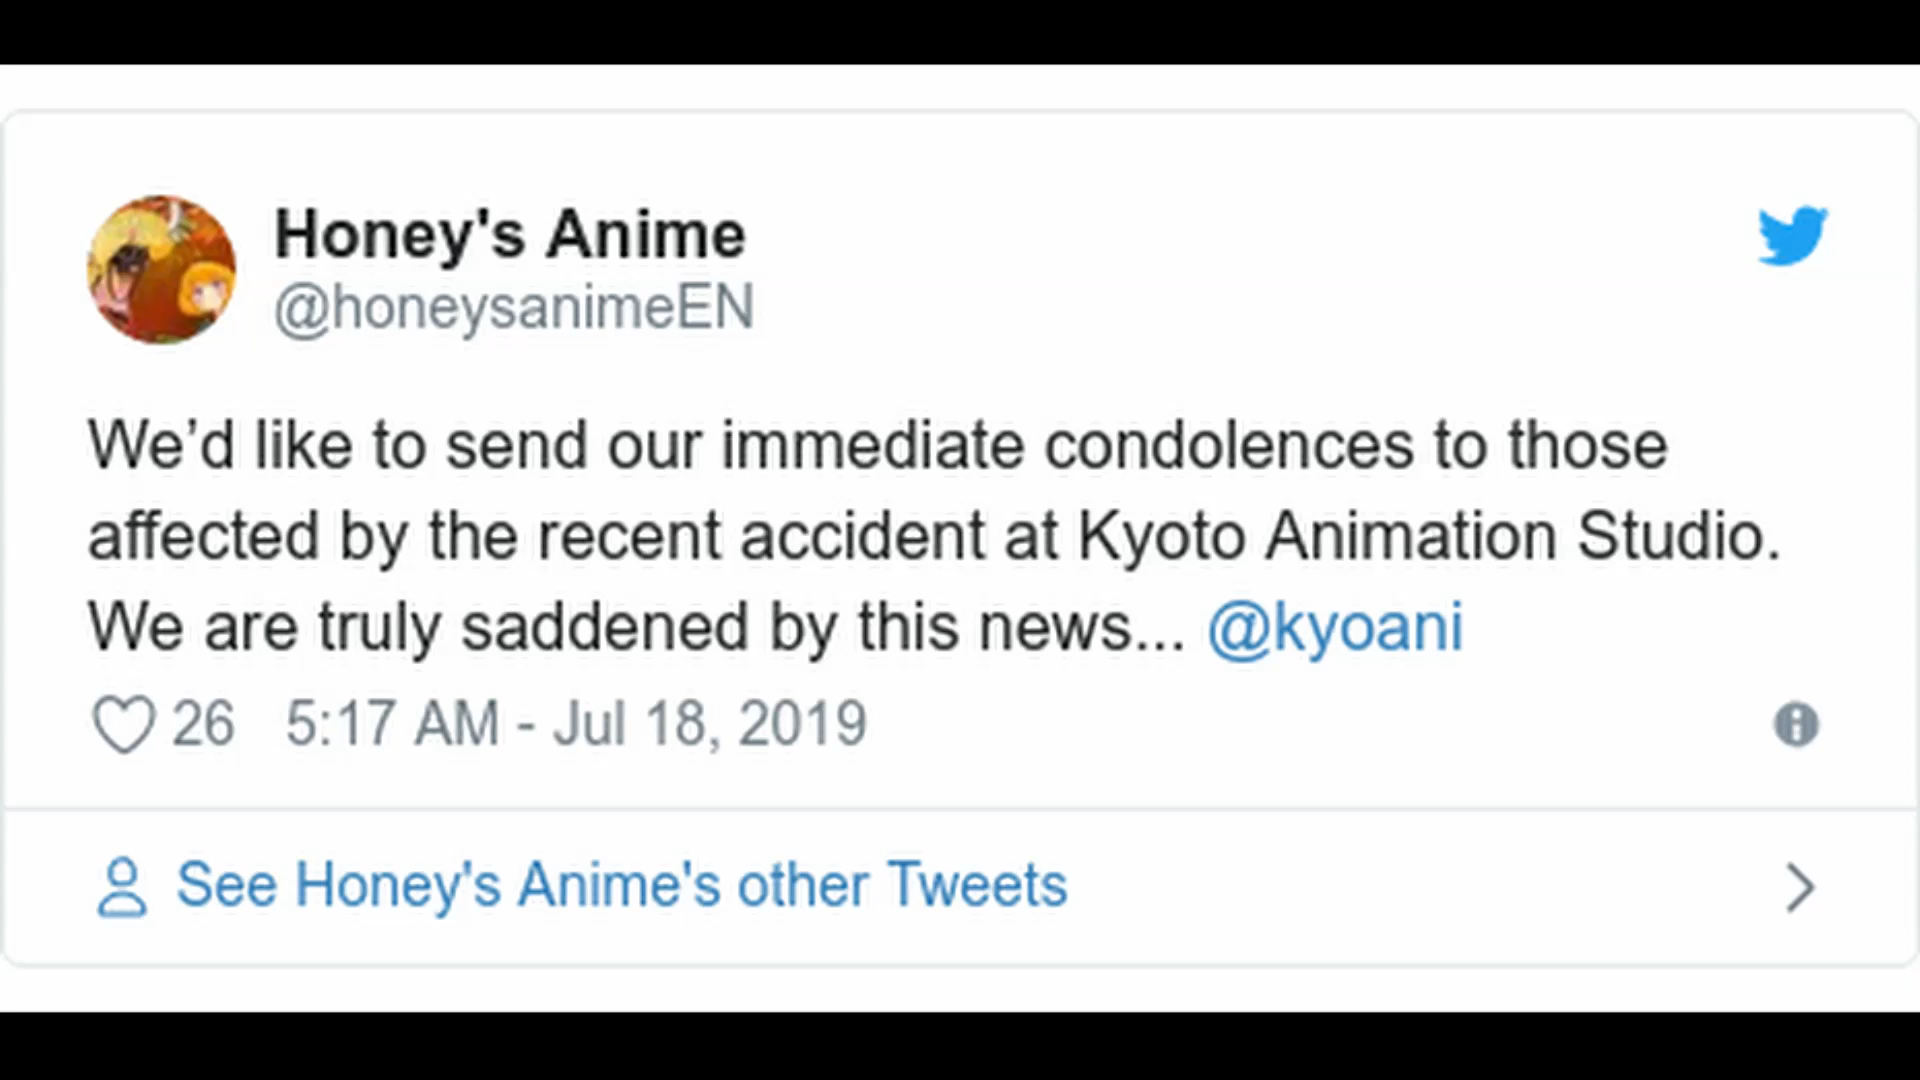 Honey's Anime
@honeysanimeEN
We’d like to send our immediate condolences to those
affected by the recent accident at Kyoto Animation Studio.
We are truly saddened by this news... @kyoani
26 5:17 AM - Jul 18, 2019
See Honey's Anime's other Tweets